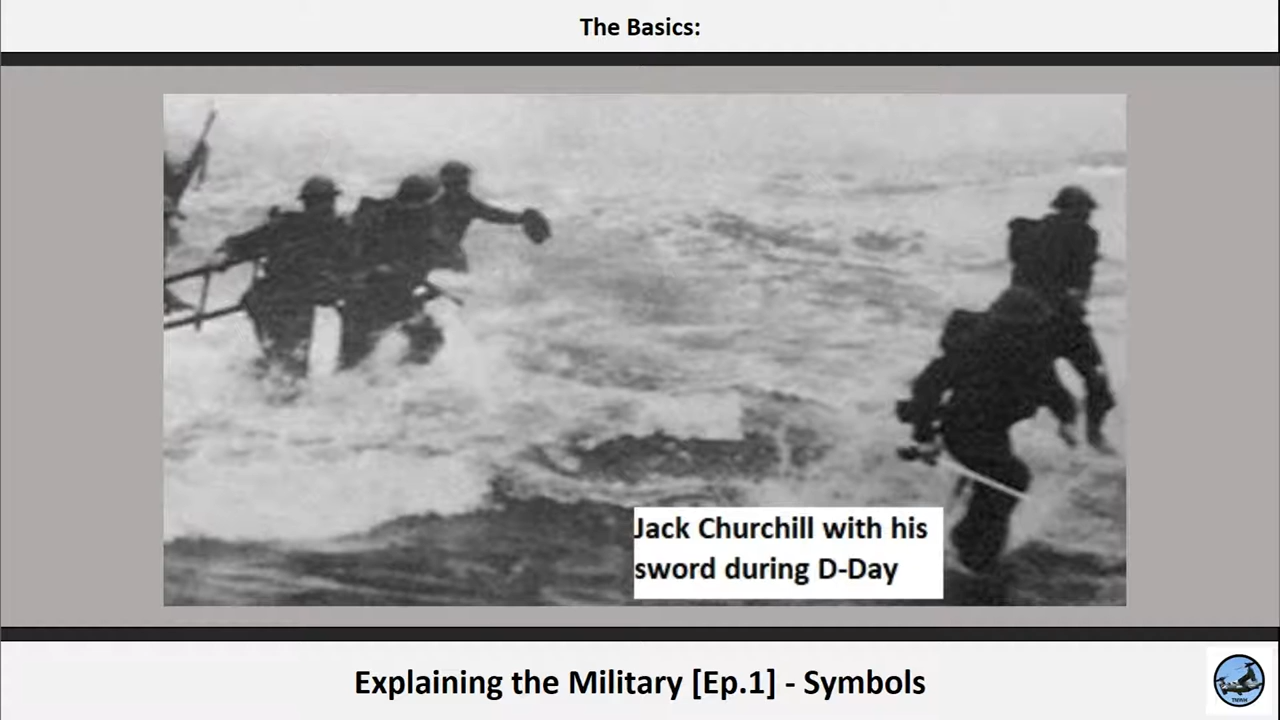 The Basics:
Jack Churchill with his
sword during D-Day
Explaining the Military [Ep.1] - Symbols